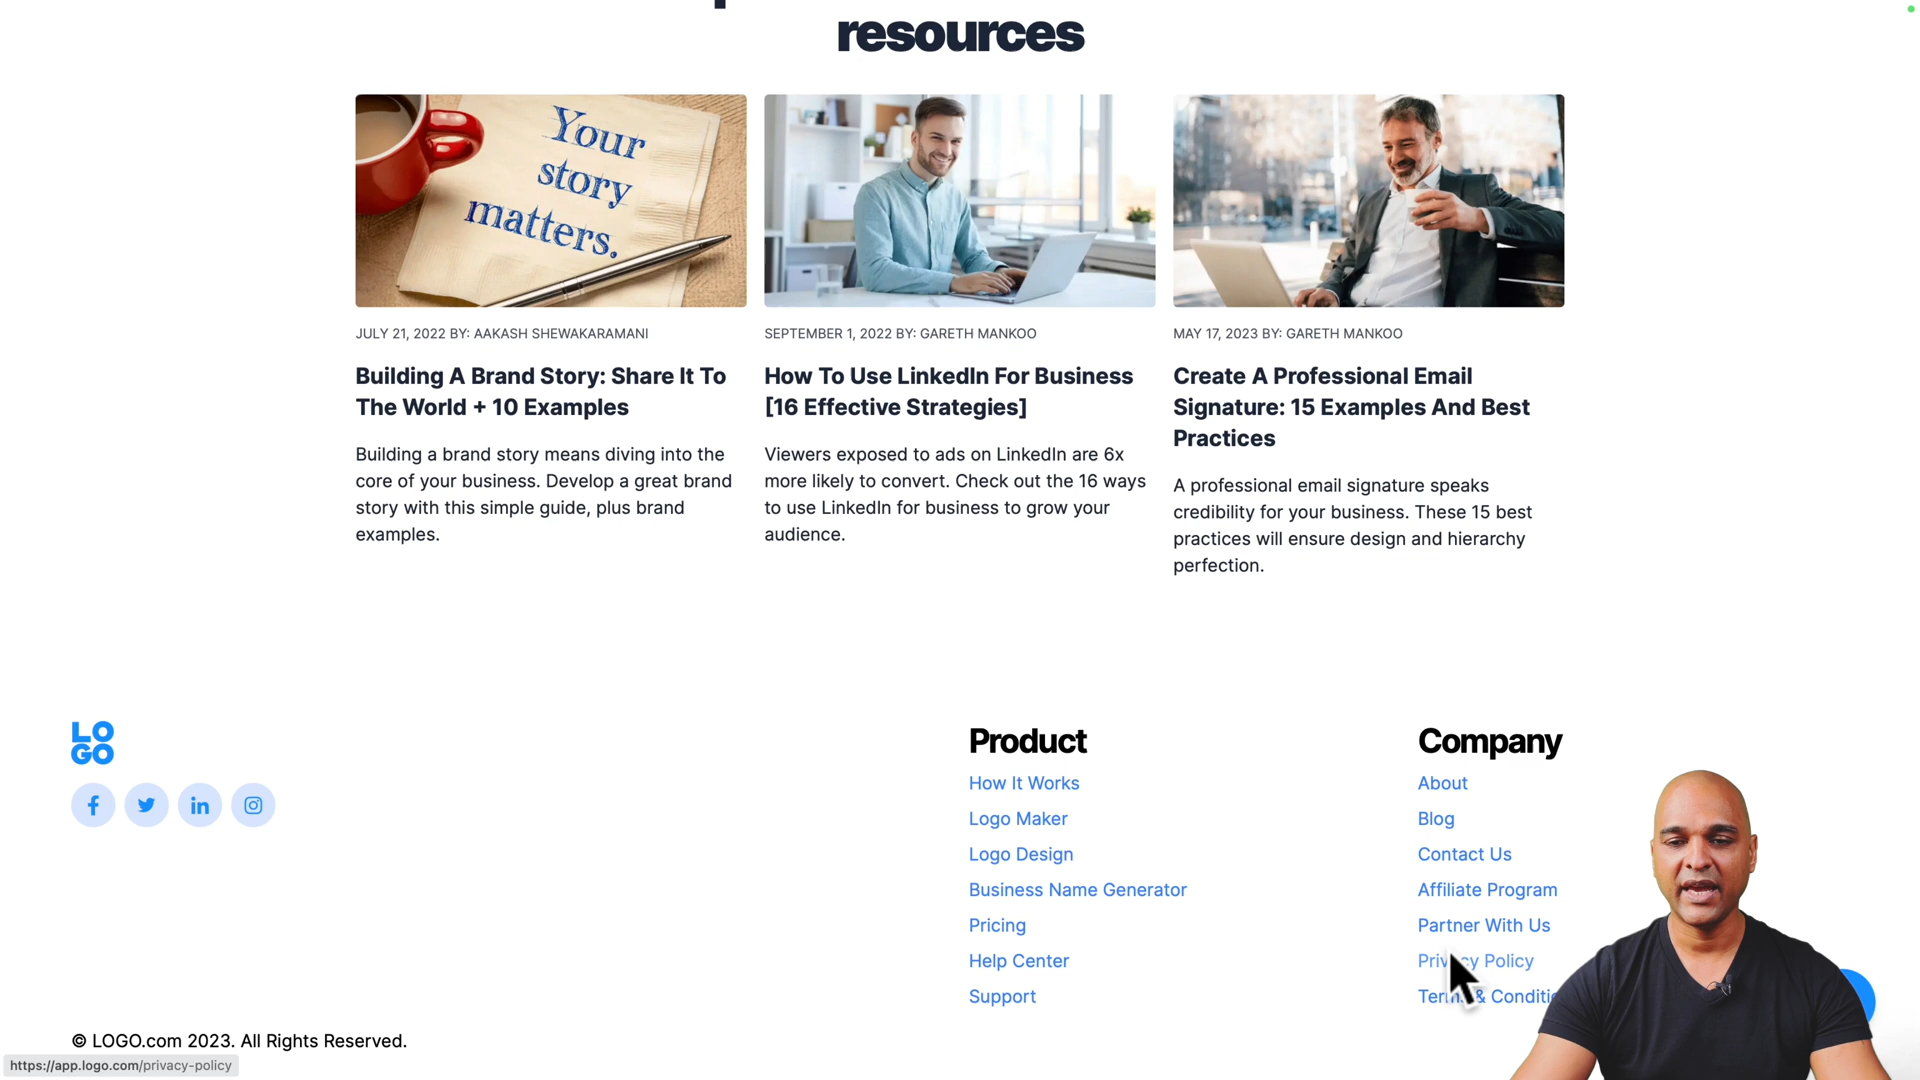 resources
Your
story
matters.
JULY 21, 2022 BY: AAKASH SHEWAKARAMANI
Building A Brand Story: Share It To
The World + 10 Examples
Building a brand story means diving into the
core of your business. Develop a great brand
story with this simple guide, plus brand
examples.
SEPTEMBER 1, 2022 BY: GARETH MANKOO
How To Use LinkedIn For Business
[16 Effective Strategies]
Viewers exposed to ads on LinkedIn are 6x
more likely to convert. Check out the 16 ways
to use LinkedIn for business to grow your
audience.
MAY 17, 2023 BY: GARETH MANKOO
Create A Professional Email
Signature: 15 Examples And Best
Practices
A professional email signature speaks
credibility for your business. These 15 best
practices will ensure design and hierarchy
perfection.
LO
GO
Product
How It Works
Logo Maker
Logo Design
Business Name Generator
Pricing
Help Center
Support
Company
About
Blog
Contact Us
Affiliate Program
Partner With Us
Privacy Policy
Terms & Conditio
© LOGO.com 2023. All Rights Reserved.
https://app.logo.com/privacy-policy